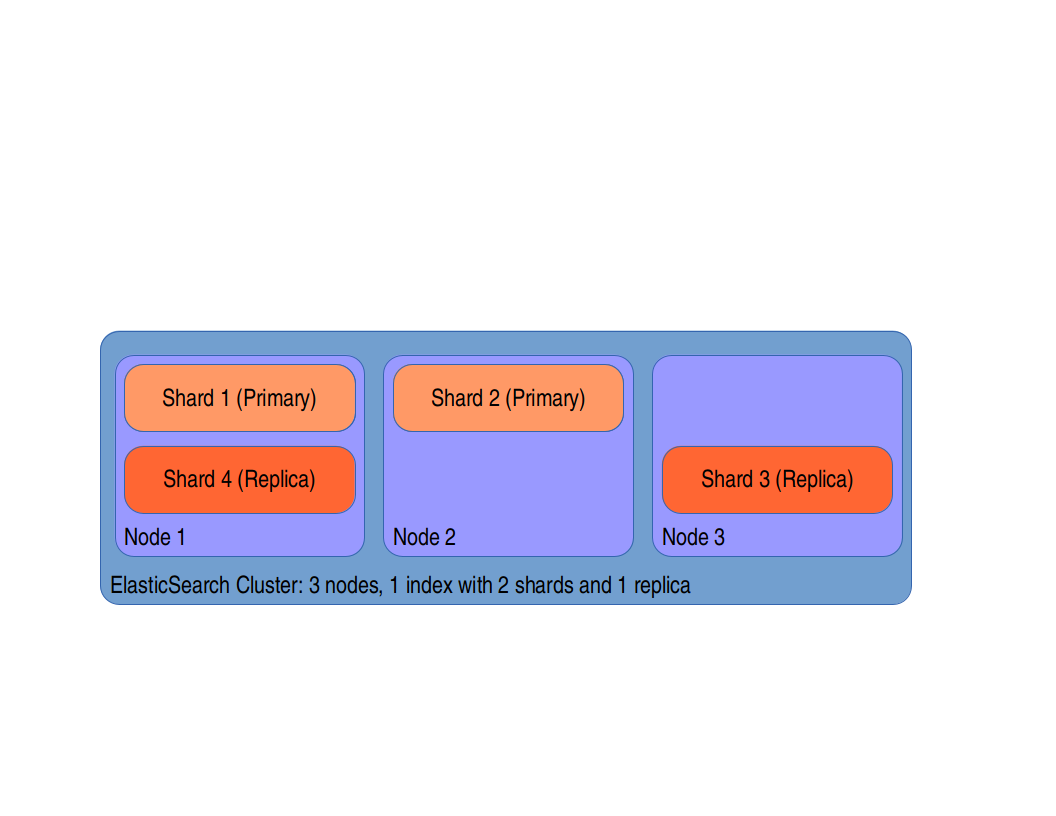 Shard 1 (Primary)
Shard 4 (Replica)
Node 1
Shard 2 (Primary)
Node 2
Shard 3 (Replica)
Node 3
ElasticSearch Cluster: 3 nodes, 1 index with 2 shards and 1 replica